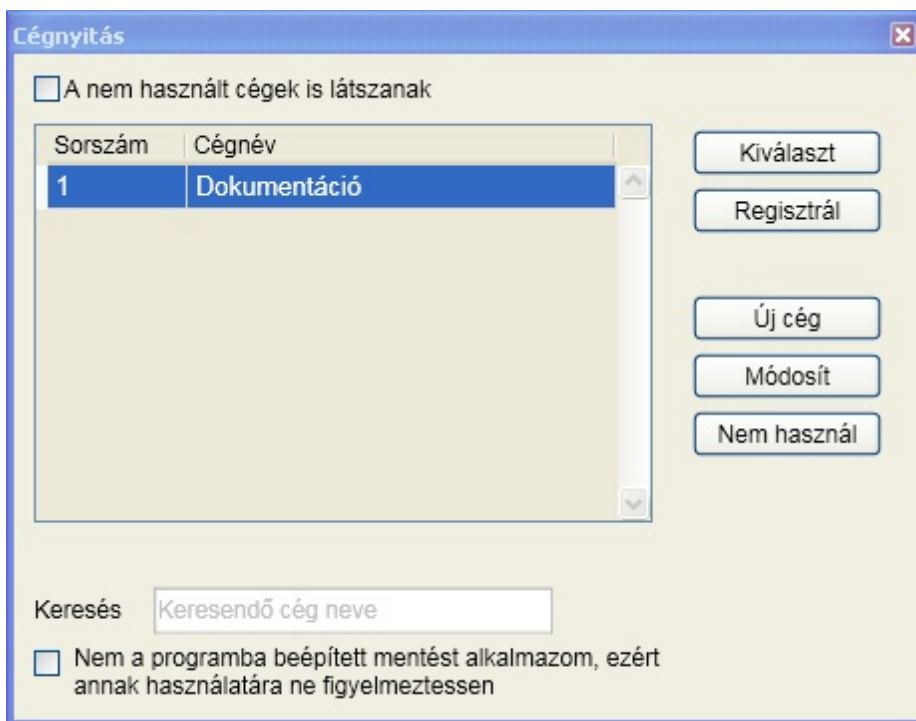 Cégnyitás
A nem használt cégek is látszanak
Sorszám Cégnév
1 Dokumentáció
Kiválaszt
Regisztrál
Új cég
Módosít
Nem használ
Keresés Keresendő cég neve
Nem a programba beépített mentést alkalmazom, ezért
annak használatára ne figyelmeztessen